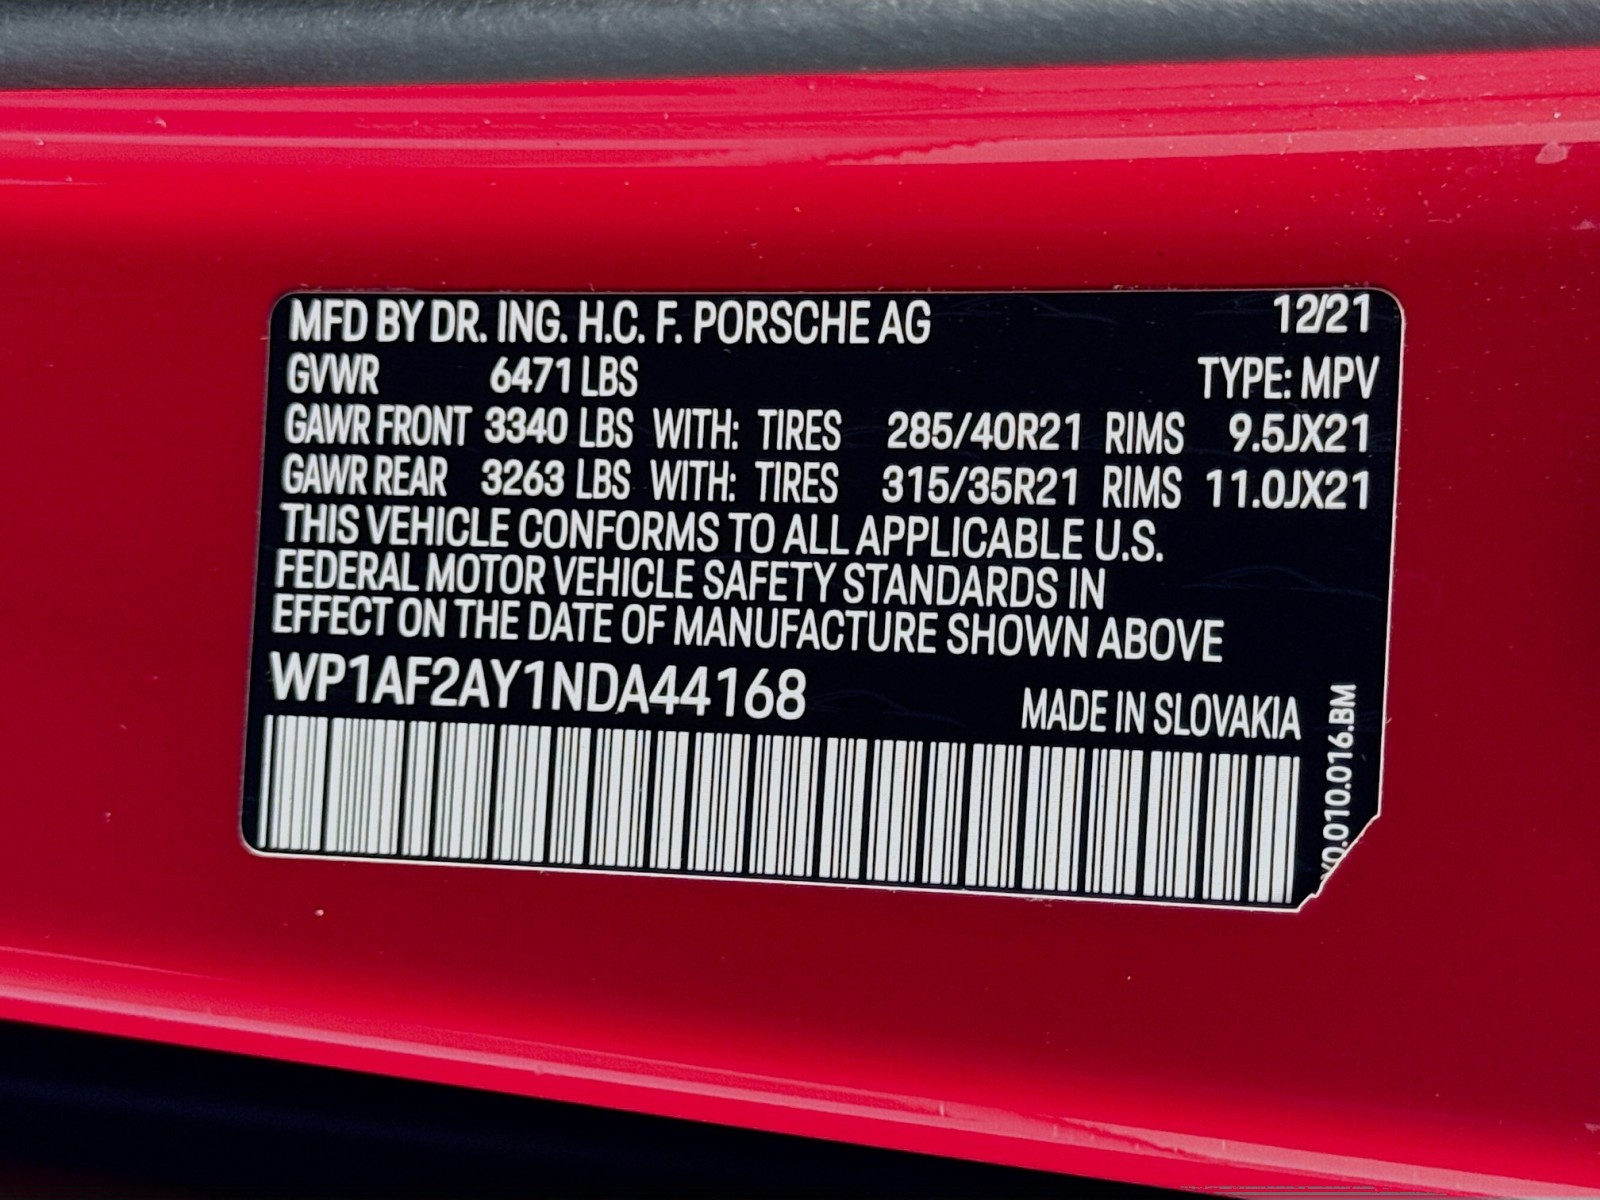 MFD BY DR. ING. H.C. F. PORSCHE AG 12/21
GVWR 6471 LBS TYPE: MPV
GAWR FRONT 3340 LBS WITH: TIRES 285/40R21 RIMS 9.5JX21
GAWR REAR 3263 LBS WITH: TIRES 315/35R21 RIMS 11.0JX21
THIS VEHICLE CONFORMS TO ALL APPLICABLE U.S.
FEDERAL MOTOR VEHICLE SAFETY STANDARDS IN
EFFECT ON THE DATE OF MANUFACTURE SHOWN ABOVE
WP1AF2AY1NDA44168 MADE IN SLOVAKIA